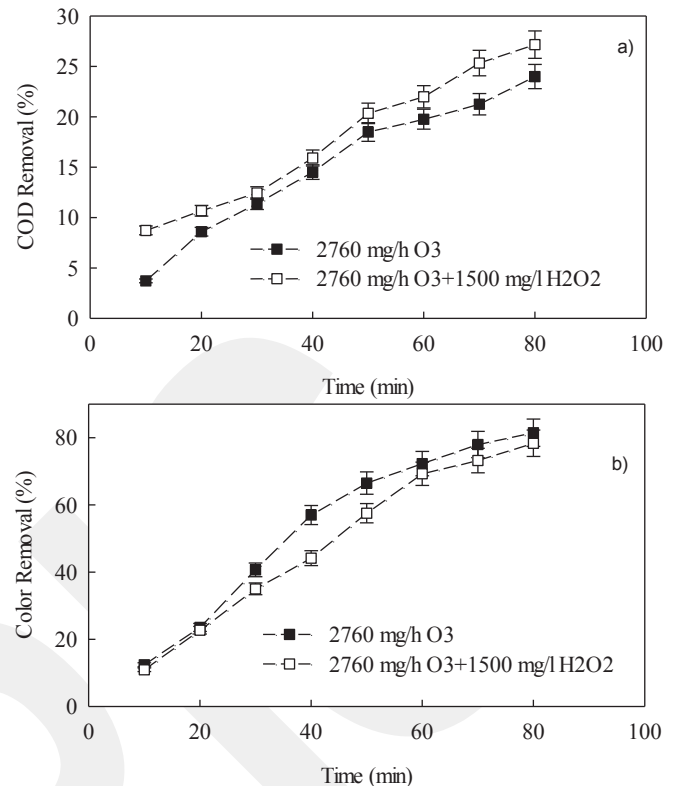 30
25
20
15
10
5
0
COD Removal (%)
a)
2760 mg/h O3
2760 mg/h O3+1500 mg/l H2O2
0 20 40 60 80 100
Time (min)
80
60
40
20
0
Color Removal (%)
b)
2760 mg/h O3
2760 mg/h O3+1500 mg/l H2O2
0 20 40 60 80 100
Time (min)